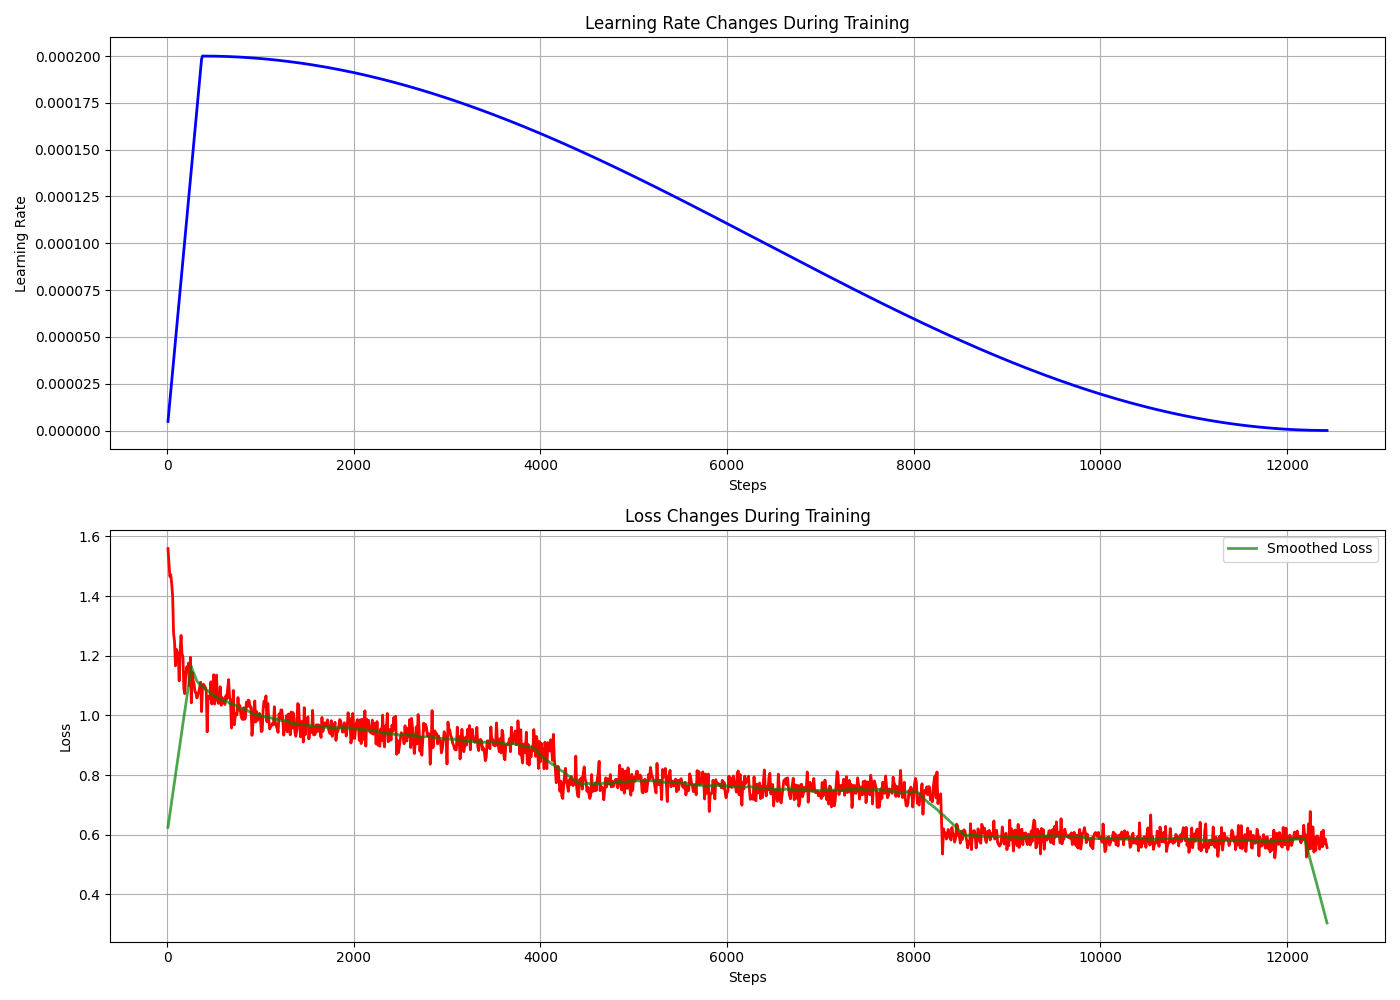 Learning Rate Changes During Training
Learning Rate
0.000200
0.000175
0.000150
0.000125
0.000100
0.000075
0.000050
0.000025
0.000000
0 2000 4000 6000 8000 10000 12000
Steps
Loss Changes During Training
Smoothed Loss
Loss
1.6
1.4
1.2
1.0
0.8
0.6
0.4
0 2000 4000 6000 8000 10000 12000
Steps